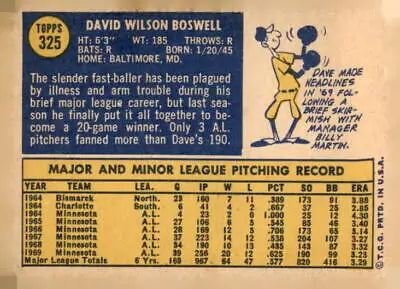 TOPPS
325
DAVID WILSON BOSWELL
HT: 6'3" WT: 185 THROWS: R
BATS: R BORN: 1/20/45
HOME: BALTIMORE, MD.
The slender fast-baller has been plagued
by illness and arm trouble during his
brief major league career, but last sea-
son he finally put it all together to be-
come a 20-game winner. Only 3 A.L.
pitchers fanned more than Dave's 190.
DAVE MADE
HEADLINES
IN '69 FOL-
LOWING A
BRIEF SKIR-
MISH WITH
MANAGER
BILLY
MARTIN.
MAJOR AND MINOR LEAGUE PITCHING RECORD
YEAR TEAM LEA. G IP W L PCT SO BB ERA
1964 Bismarck North. 28 160 7 11 .389 173 91 3.88
1964 Charlotte South. 6 4 2 .667 35 25 2.85
1964 Minnesota A.L. 4 23 2 0 1.000 25 12
1965 Minnesota A.L. 27 106 6 5 .545 85 46 3.40
1966 Minnesota A.L. 28 169 12 5 .706 173 65 3.14
1967 Minnesota A.L. 37 223 14 12 .538 204 107 3.27
1968 Minnesota A.L. 34 190 10 13 .435 143 87 3.32
1969 Minnesota A.L. 39 256 20 12 .625 190 99 3.23
Major League Totals 6 Yrs. 169 967 64 47 .577 820 416 3.29
© T.C.G. PRTD. IN U.S.A.